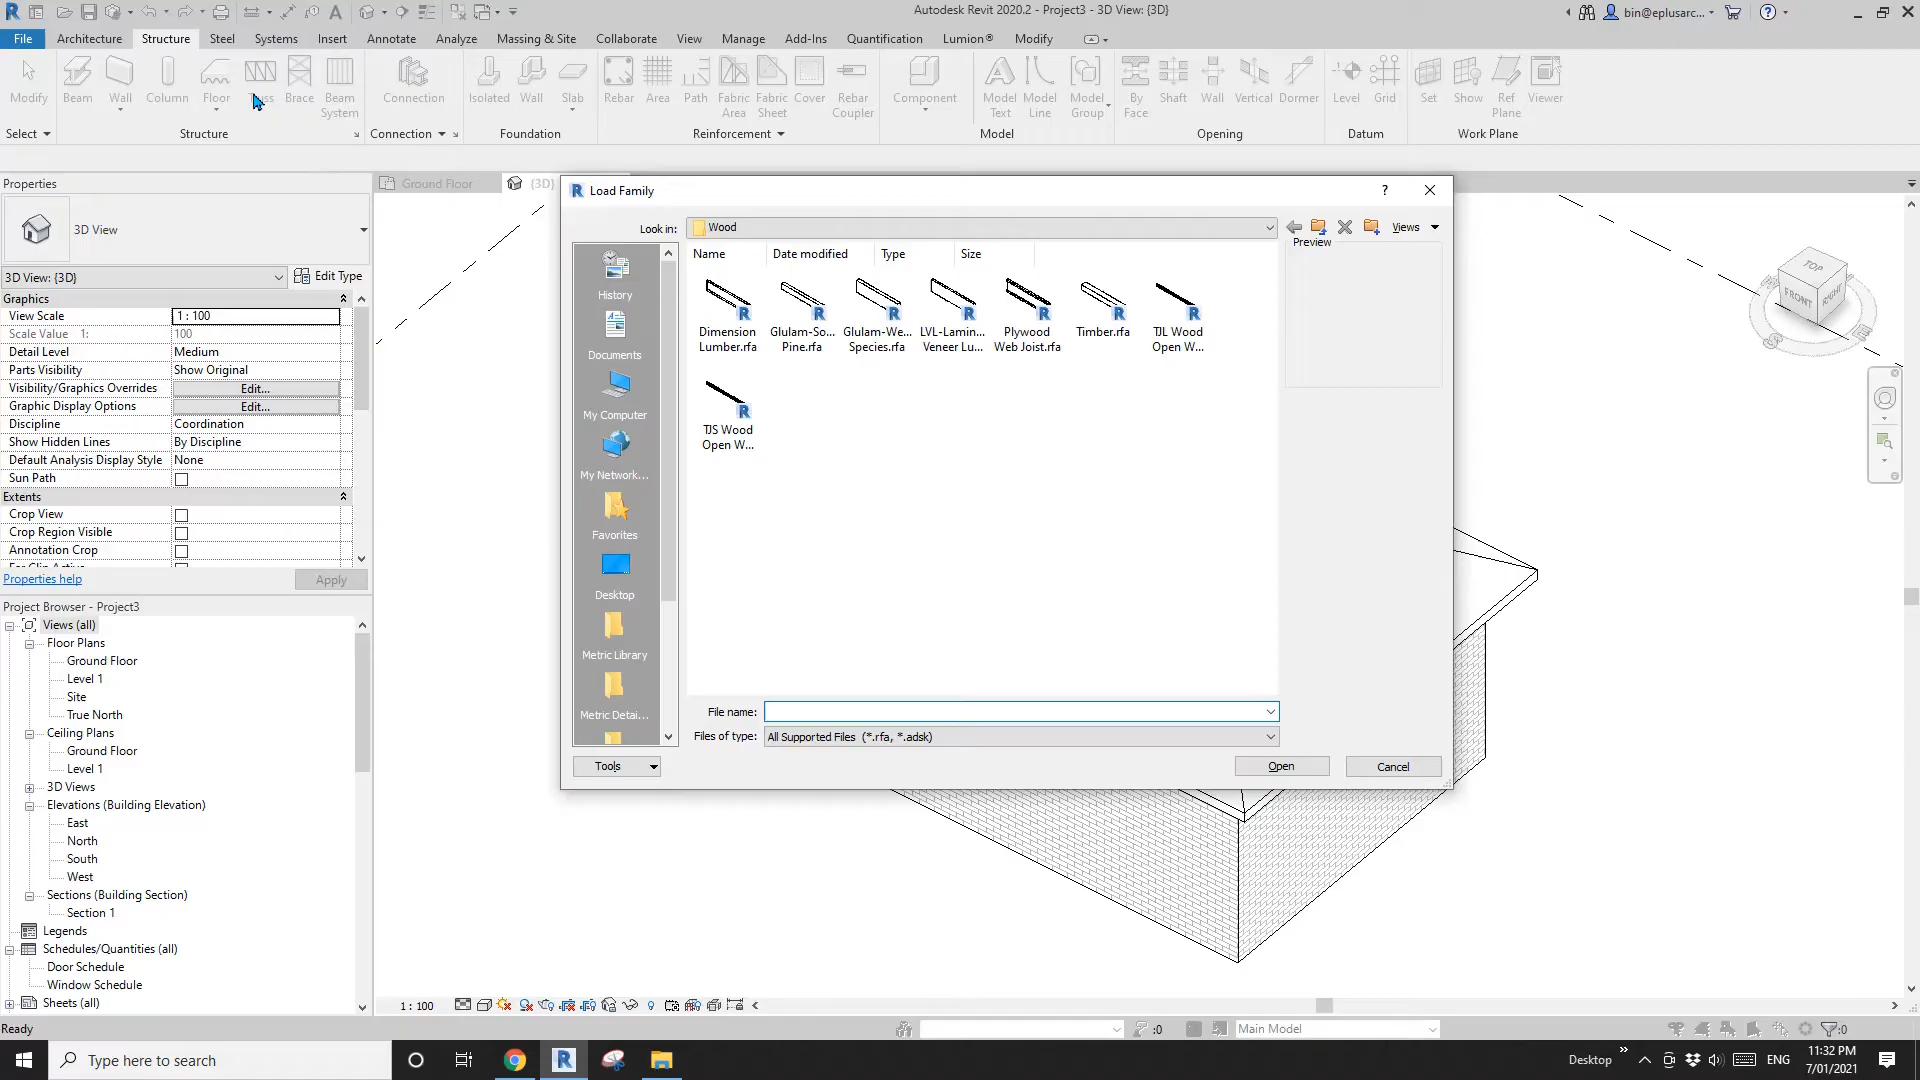 Autodesk Revit 2020.2 - Project3 - 3D View: {3D}
bin@eplusarc...
File Architecture Structure Steel Systems Insert Annotate Analyze Massing & Site Collaborate View Manage Add-Ins Quantification Lumion® Modify
Modify Beam Wall Column Floor Brace Beam System Connection Isolated Wall Slab Rebar Area Path Fabric Area Fabric Sheet Cover Rebar Coupler Component Model Text Model Line Model Group By Face Shaft Wall Vertical Dormer Level Grid Set Show Ref Plane Viewer
Select Structure Connection Foundation Reinforcement Model Opening Datum Work Plane
Properties
Ground Floor
{3D}
3D View
3D View: {3D}
Edit Type
Graphics
View Scale 1 : 100
Scale Value 1: 100
Detail Level Medium
Parts Visibility Show Original
Visibility/Graphics Overrides Edit...
Graphic Display Options Edit...
Discipline Coordination
Show Hidden Lines By Discipline
Default Analysis Display Style None
Sun Path
Extents
Crop View
Crop Region Visible
Annotation Crop
Properties help
Apply
Project Browser - Project3
Views (all)
Floor Plans
Ground Floor
Level 1
Site
True North
Ceiling Plans
Ground Floor
Level 1
3D Views
Elevations (Building Elevation)
East
North
South
West
Sections (Building Section)
Section 1
Legends
Schedules/Quantities (all)
Door Schedule
Window Schedule
Sheets (all)
Load Family
?
Look in: Wood
Views
Preview
History
Documents
My Computer
My Network...
Favorites
Desktop
Metric Library
Metric Detai...
Name Date modified Type Size
Dimension Lumber.rfa
Glulam-So... Pine.rfa
Glulam-We... Species.rfa
LVL-Lamin... Veneer Lu...
Plywood Web Joist.rfa
Timber.rfa
TJL Wood Open W...
TJS Wood Open W...
File name:
Files of type: All Supported Files (*.rfa, *.adsk)
Tools
Open
Cancel
TOP
FRONT
RIGHT
1 : 100
Ready
:0
Main Model
:0
Type here to search
Desktop
ENG
11:32 PM
7/01/2021